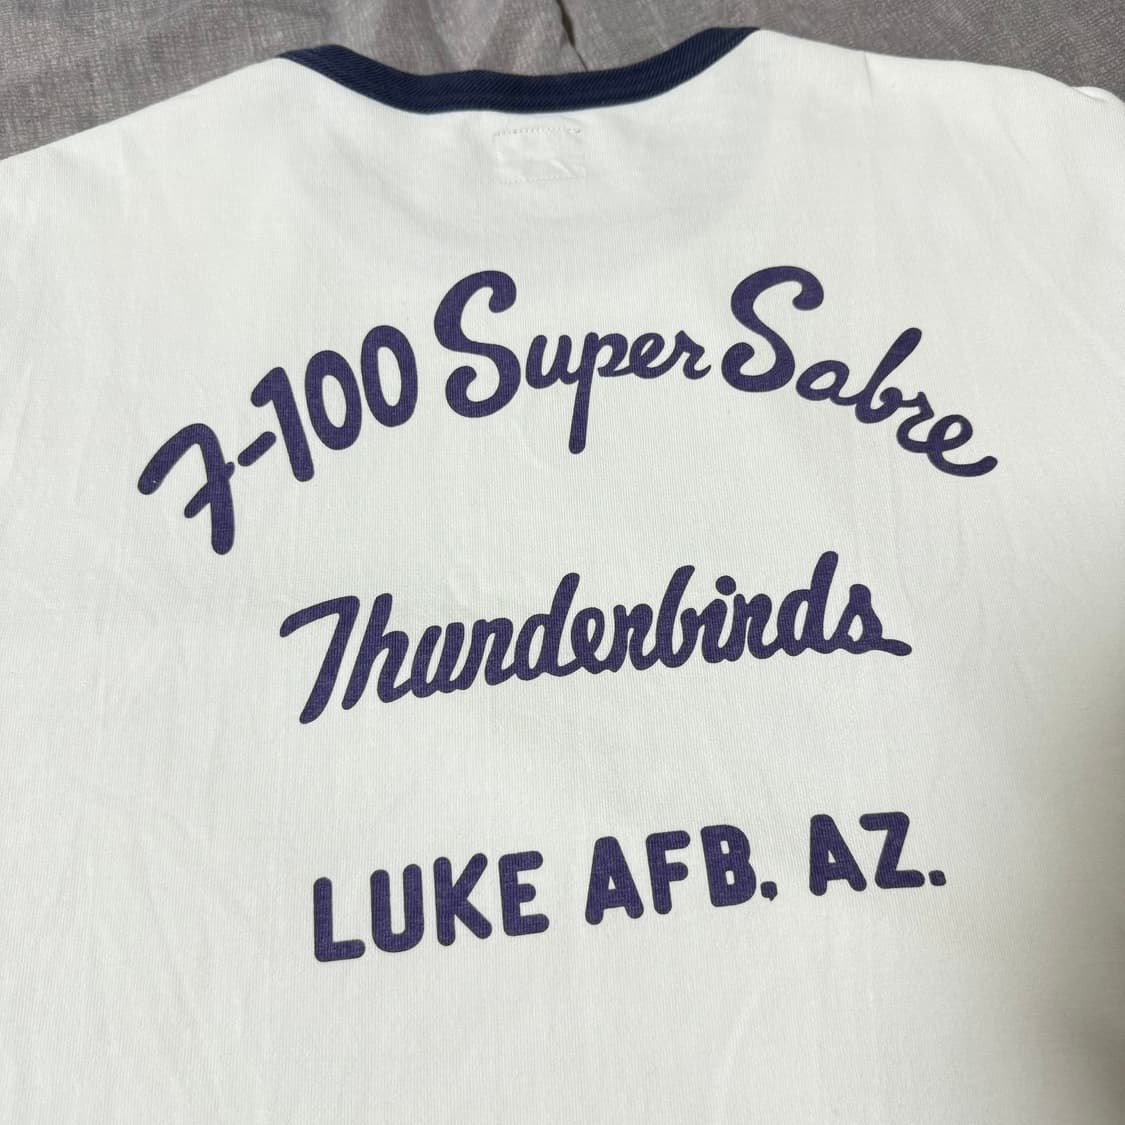 F-100 Super Sabre
Thunderbirds
LUKE AFB, AZ.